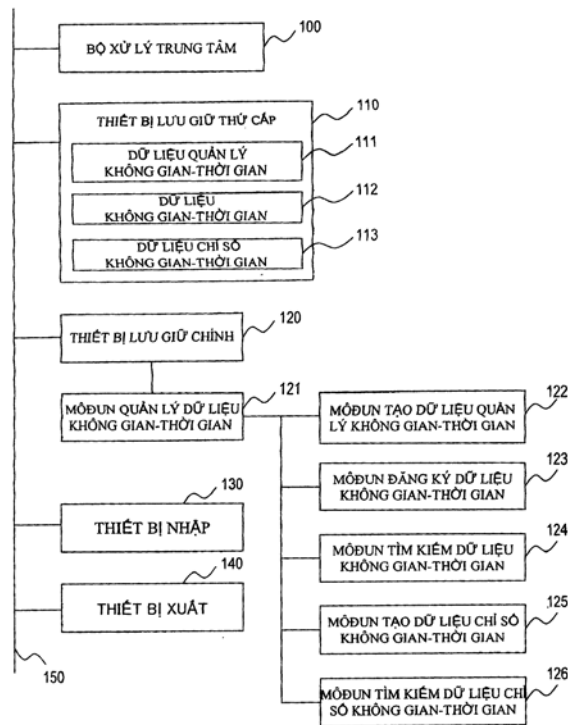 BỘ XỬ LÝ TRUNG TÂM
100
THIẾT BỊ LƯU GIỮ THỨ CẤP
110
DỮ LIỆU QUẢN LÝ
KHÔNG GIAN-THỜI GIAN
111
DỮ LIỆU
KHÔNG GIAN-THỜI GIAN
112
DỮ LIỆU CHỈ SỐ
KHÔNG GIAN-THỜI GIAN
113
THIẾT BỊ LƯU GIỮ CHÍNH
120
MÔĐUN QUẢN LÝ DỮ LIỆU
KHÔNG GIAN-THỜI GIAN
121
MÔĐUN TẠO DỮ LIỆU QUẢN
LÝ KHÔNG GIAN-THỜI GIAN
122
MÔĐUN ĐĂNG KÝ DỮ LIỆU
KHÔNG GIAN-THỜI GIAN
123
MÔĐUN TÌM KIẾM DỮ LIỆU
KHÔNG GIAN-THỜI GIAN
124
MÔĐUN TẠO DỮ LIỆU CHỈ SỐ
KHÔNG GIAN-THỜI GIAN
125
MÔĐUN TÌM KIẾM DỮ LIỆU CHỈ
SỐ KHÔNG GIAN-THỜI GIAN
126
THIẾT BỊ NHẬP
130
THIẾT BỊ XUẤT
140
150